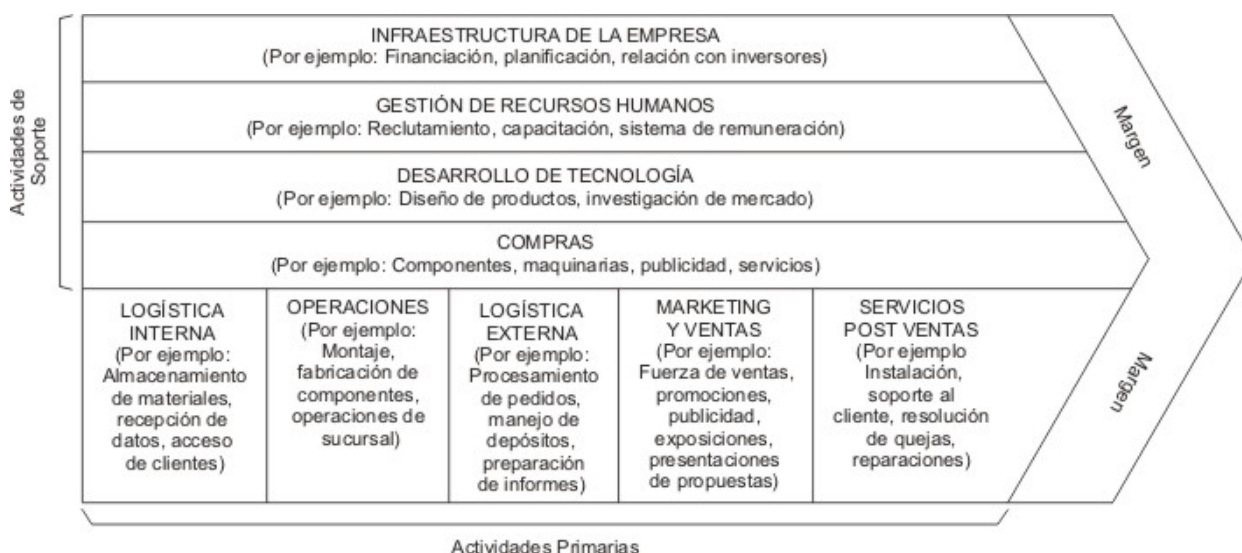 INFRAESTRUCTURA DE LA EMPRESA
(Por ejemplo: Financiación, planificación, relación con inversores)
GESTIÓN DE RECURSOS HUMANOS
(Por ejemplo: Reclutamiento, capacitación, sistema de remuneración)
DESARROLLO DE TECNOLOGÍA
(Por ejemplo: Diseño de productos, investigación de mercado)
COMPRAS
(Por ejemplo: Componentes, maquinarias, publicidad, servicios)
Actividades de
Soporte
Margen
LOGÍSTICA
INTERNA
(Por ejemplo:
Almacenamiento
de materiales,
recepción de
datos, acceso
de clientes)
OPERACIONES
(Por ejemplo:
Montaje,
fabricación de
componentes,
operaciones de
sucursal)
LOGÍSTICA
EXTERNA
(Por ejemplo:
Procesamiento
de pedidos,
manejo de
depósitos,
preparación
de informes)
MARKETING
Y VENTAS
(Por ejemplo:
Fuerza de ventas,
promociones,
publicidad,
exposiciones,
presentaciones
de propuestas)
SERVICIOS
POST VENTAS
(Por ejemplo
Instalación,
soporte al
cliente, resolución
de quejas,
reparaciones)
Margen
Actividades Primarias